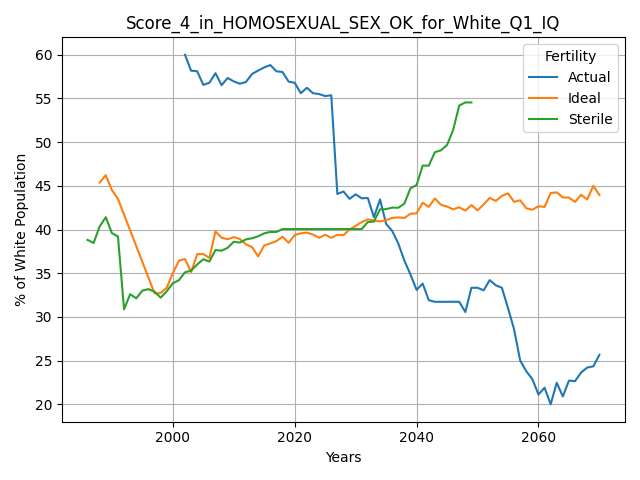 Score_4_in_HOMOSEXUAL_SEX_OK_for_White_Q1_IQ
Fertility
Actual
Ideal
Sterile
% of White Population
60
55
50
45
40
35
30
25
20
2000
2020
2040
2060
Years